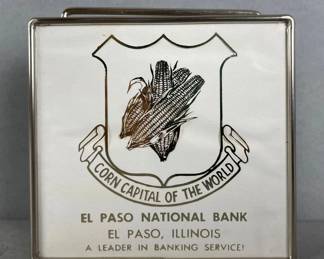 CORN CAPITAL OF THE WORLD
EL PASO NATIONAL BANK
EL PASO, ILLINOIS
A LEADER IN BANKING SERVICE!